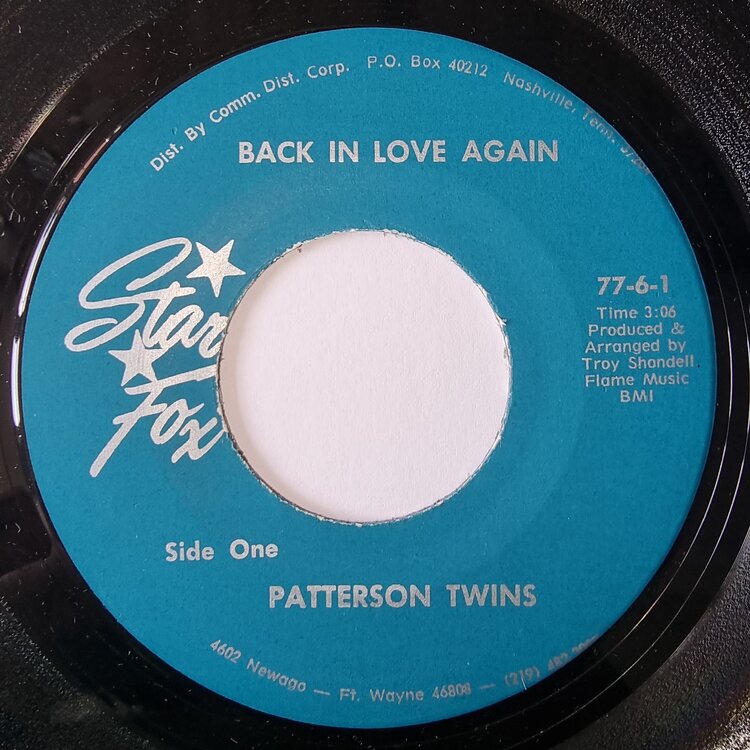 Dist. By Comm. Dist. Corp. P.O. Box 40212 Nashville, Tenn.
BACK IN LOVE AGAIN
Star
Fox
77-6-1
Time 3:06
Produced &
Arranged by
Troy Shondell
Flame Music
BMI
Side One
PATTERSON TWINS
4602 Newago — Ft. Wayne 46808 — (219)